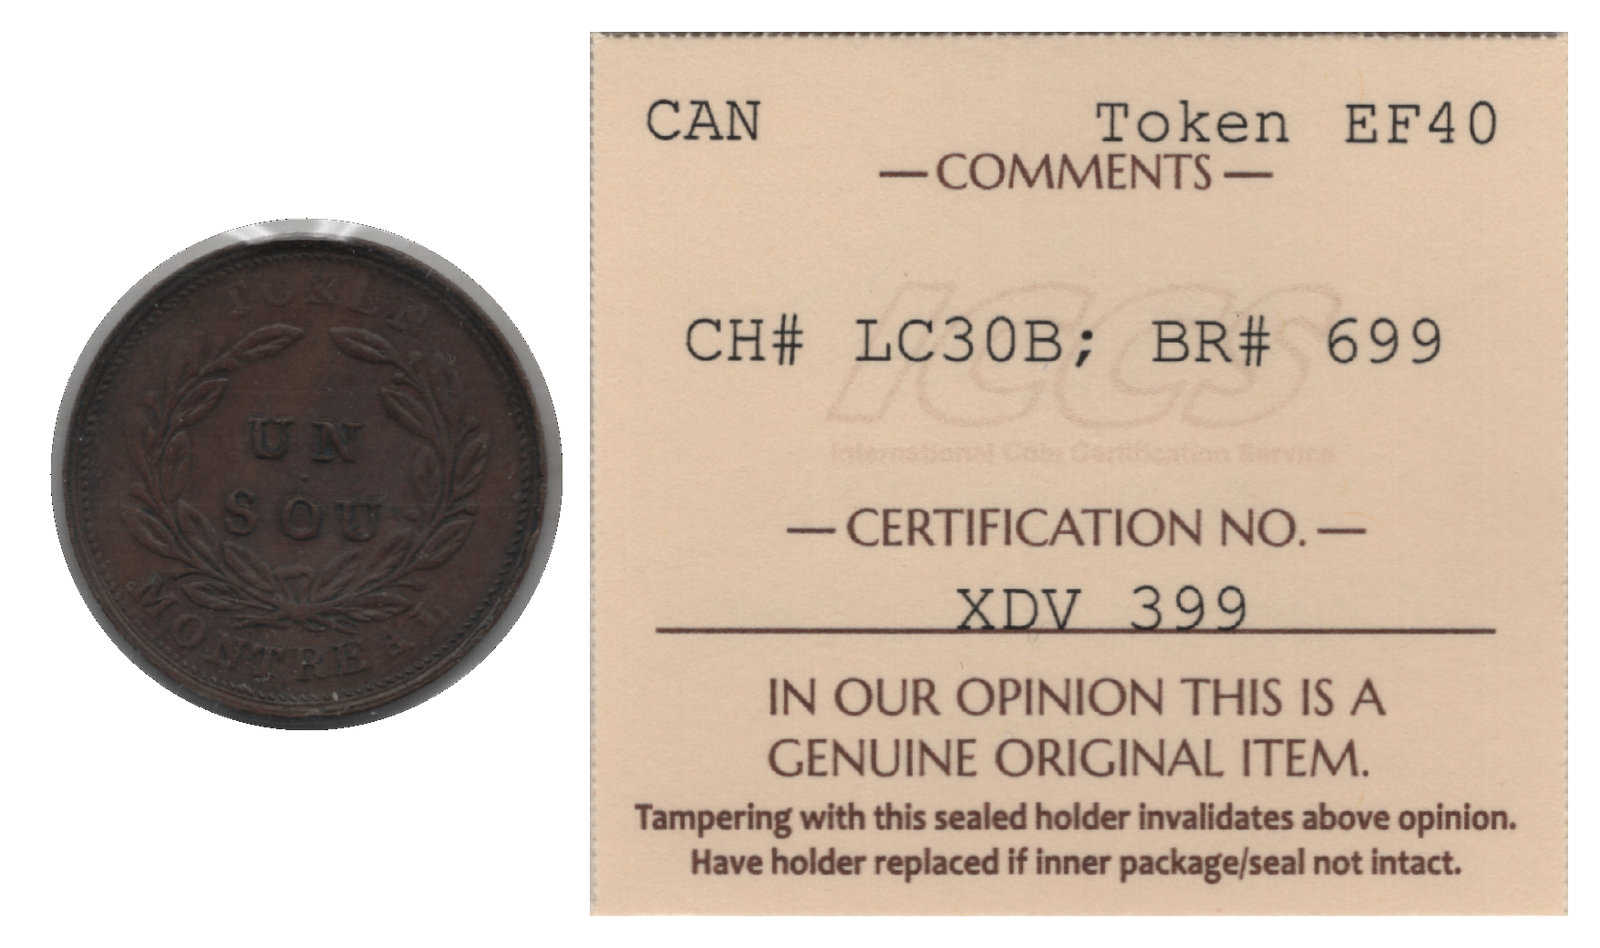 TOKEN
UN
SOU
MONTREAL
CAN Token EF40
— COMMENTS —
ICCS
CH# LC30B; BR# 699
International Coin Certification Service
— CERTIFICATION NO. —
XDV 399
IN OUR OPINION THIS IS A
GENUINE ORIGINAL ITEM.
Tampering with this sealed holder invalidates above opinion.
Have holder replaced if inner package/seal not intact.